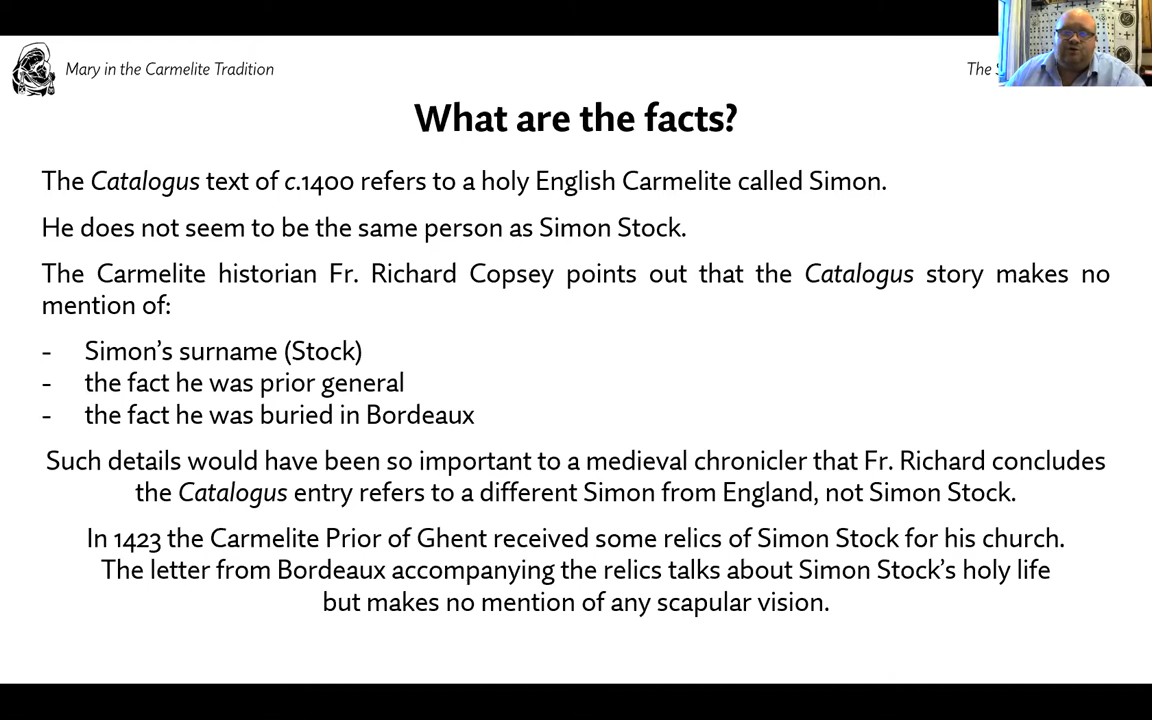 Mary in the Carmelite Tradition
The
What are the facts?
The Catalogus text of c.1400 refers to a holy English Carmelite called Simon.
He does not seem to be the same person as Simon Stock.
The Carmelite historian Fr. Richard Copsey points out that the Catalogus story makes no
mention of:
- Simon’s surname (Stock)
- the fact he was prior general
- the fact he was buried in Bordeaux
Such details would have been so important to a medieval chronicler that Fr. Richard concludes
the Catalogus entry refers to a different Simon from England, not Simon Stock.
In 1423 the Carmelite Prior of Ghent received some relics of Simon Stock for his church.
The letter from Bordeaux accompanying the relics talks about Simon Stock’s holy life
but makes no mention of any scapular vision.